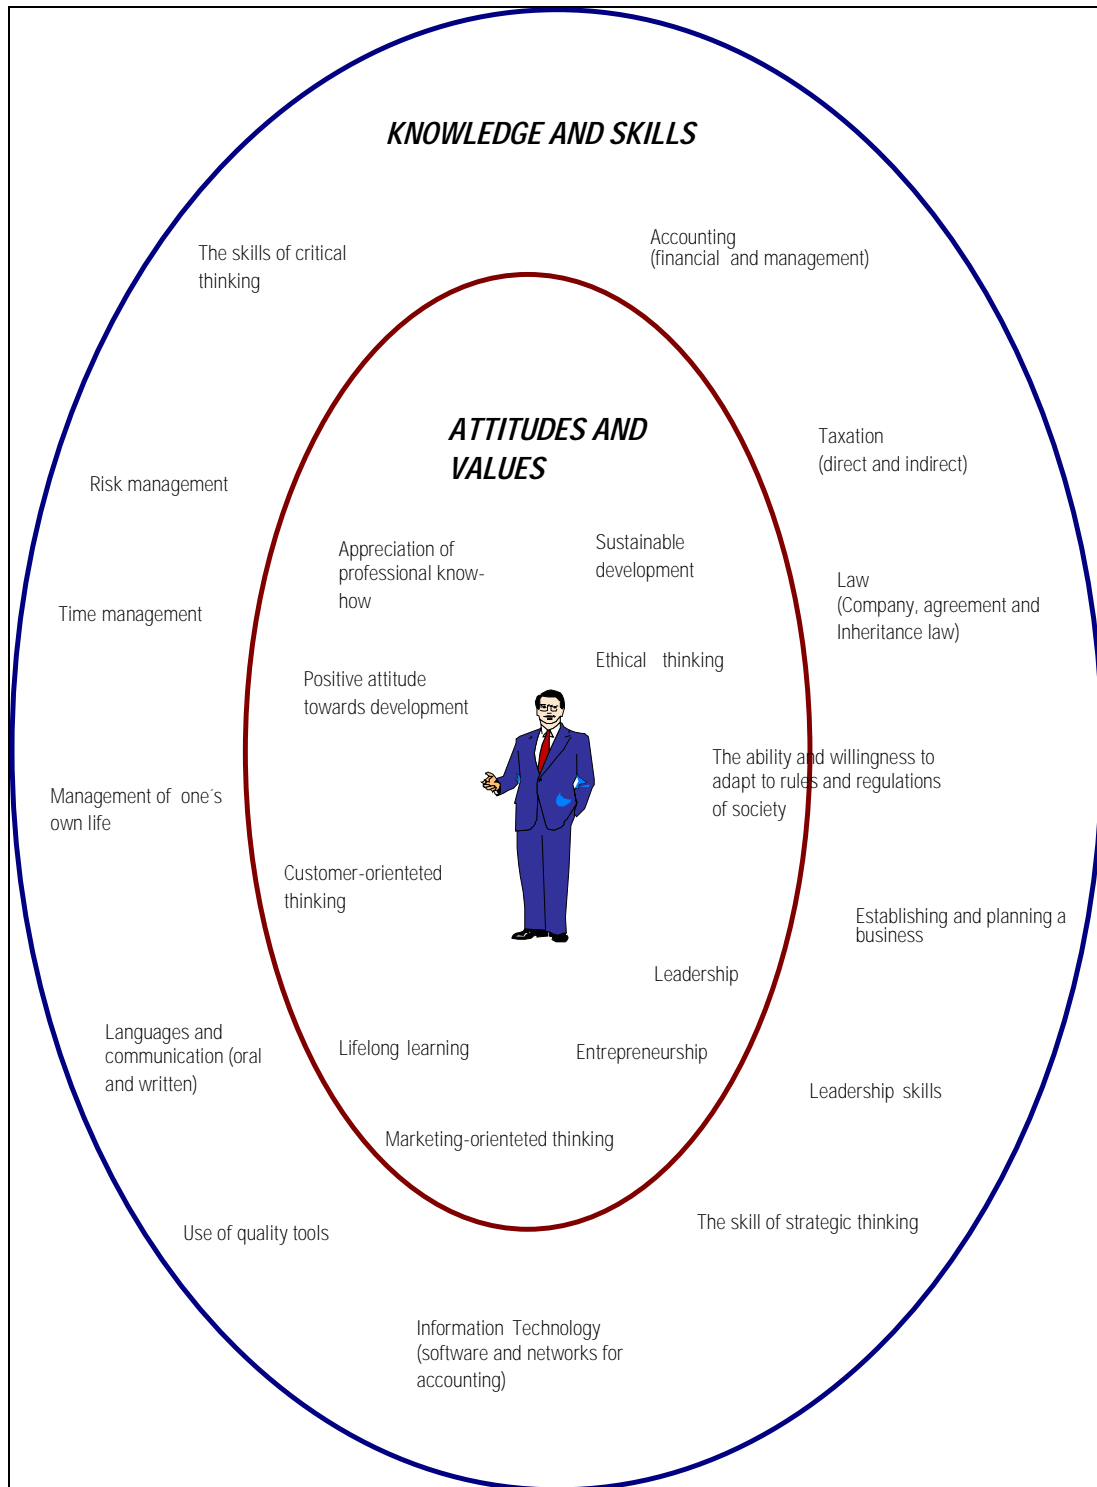 KNOWLEDGE AND SKILLS
The skills of critical
thinking
Accounting
(financial and management)
ATTITUDES AND
VALUES
Taxation
(direct and indirect)
Risk management
Appreciation of
professional know-
how
Sustainable
development
Law
(Company, agreement and
Inheritance law)
Time management
Ethical thinking
Positive attitude
towards development
The ability and willingness to
adapt to rules and regulations
of society
Management of one´s
own life
Customer-orienteted
thinking
Establishing and planning a
business
Leadership
Languages and
communication (oral
and written)
Lifelong learning
Entrepreneurship
Leadership skills
Marketing-orienteted thinking
Use of quality tools
The skill of strategic thinking
Information Technology
(software and networks for
accounting)